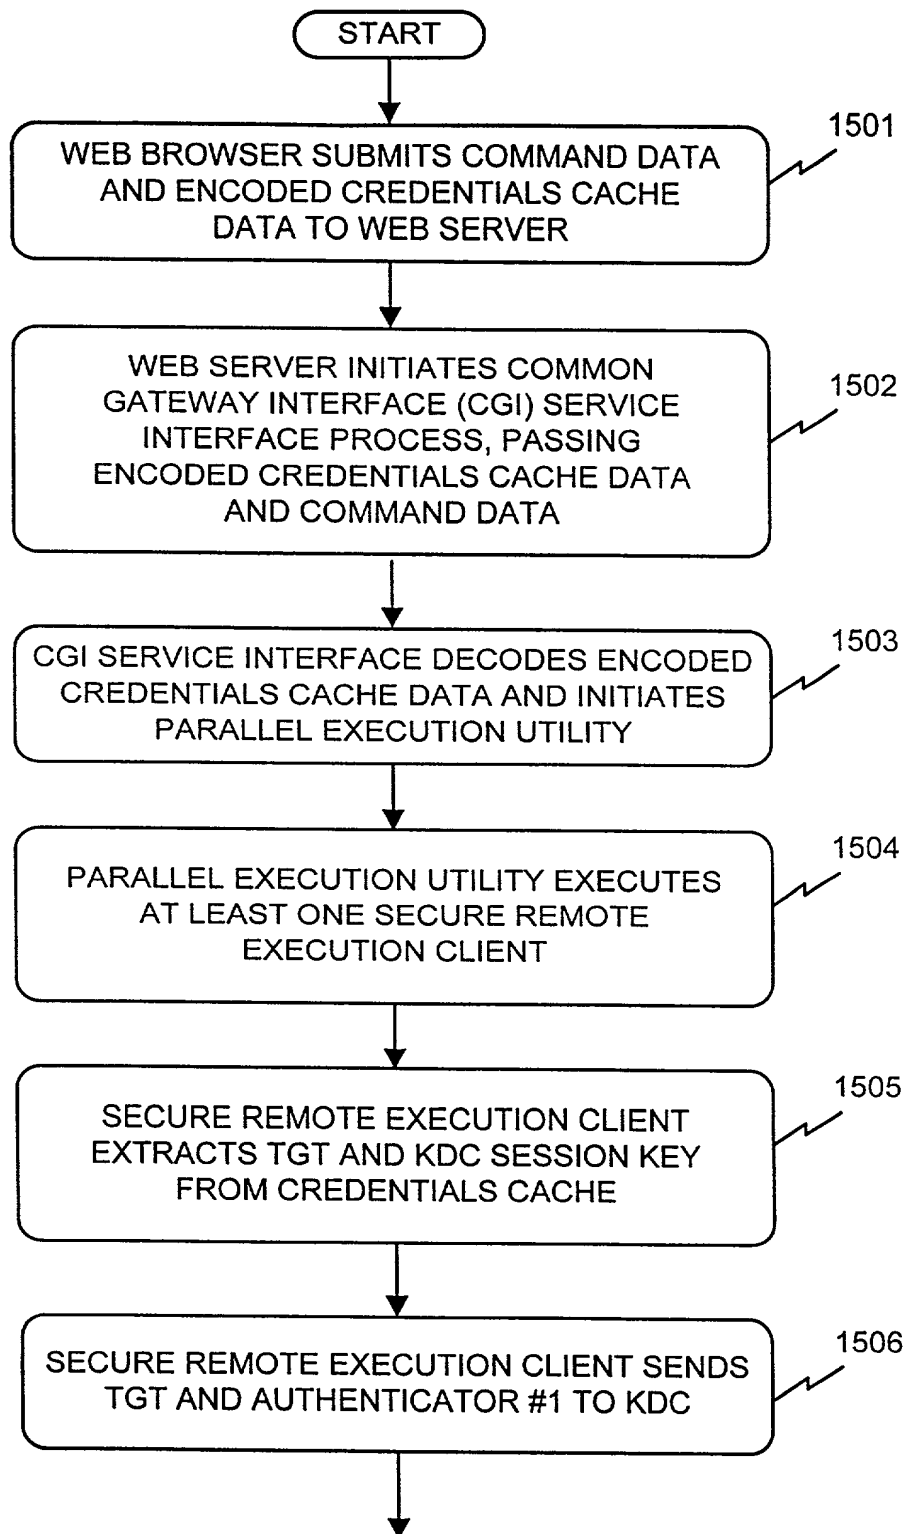 START
1501
WEB BROWSER SUBMITS COMMAND DATA
AND ENCODED CREDENTIALS CACHE
DATA TO WEB SERVER
1502
WEB SERVER INITIATES COMMON
GATEWAY INTERFACE (CGI) SERVICE
INTERFACE PROCESS, PASSING
ENCODED CREDENTIALS CACHE DATA
AND COMMAND DATA
1503
CGI SERVICE INTERFACE DECODES ENCODED
CREDENTIALS CACHE DATA AND INITIATES
PARALLEL EXECUTION UTILITY
1504
PARALLEL EXECUTION UTILITY EXECUTES
AT LEAST ONE SECURE REMOTE
EXECUTION CLIENT
1505
SECURE REMOTE EXECUTION CLIENT
EXTRACTS TGT AND KDC SESSION KEY
FROM CREDENTIALS CACHE
1506
SECURE REMOTE EXECUTION CLIENT SENDS
TGT AND AUTHENTICATOR #1 TO KDC